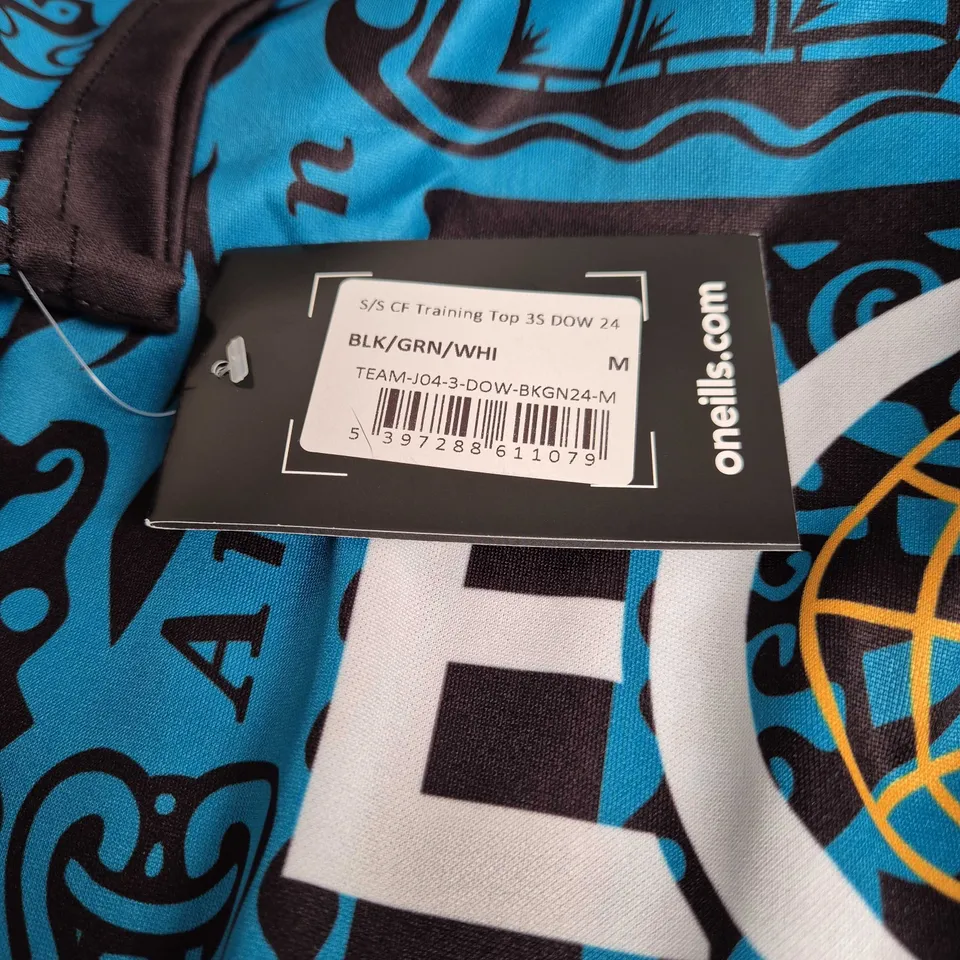 n
S/S CF Training Top 3S DOW 24
BLK/GRN/WHI M
TEAM-J04-3-DOW-BKGN24-M
5 397288 611079
oneills.com
An
E